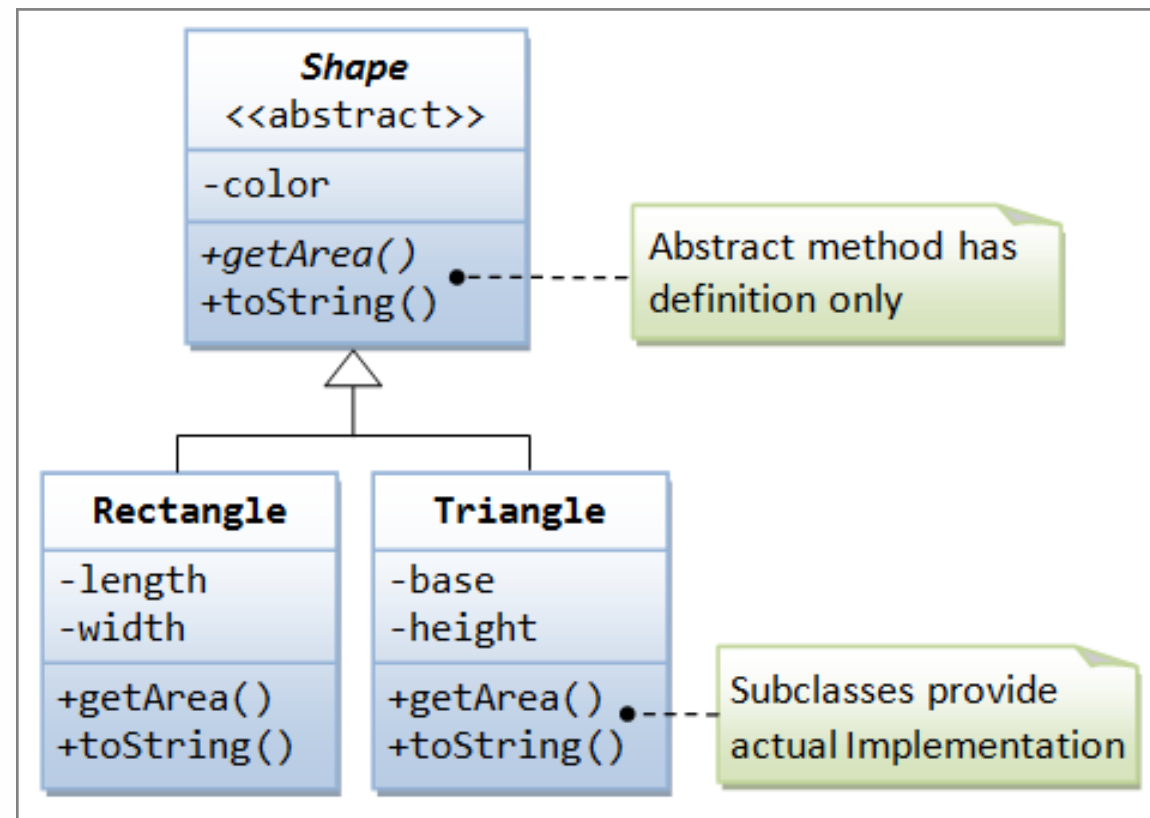 Shape
<<abstract>>
-color
+getArea()
+toString()
Abstract method has
definition only
Rectangle
-length
-width
+getArea()
+toString()
Triangle
-base
-height
+getArea()
+toString()
Subclasses provide
actual Implementation